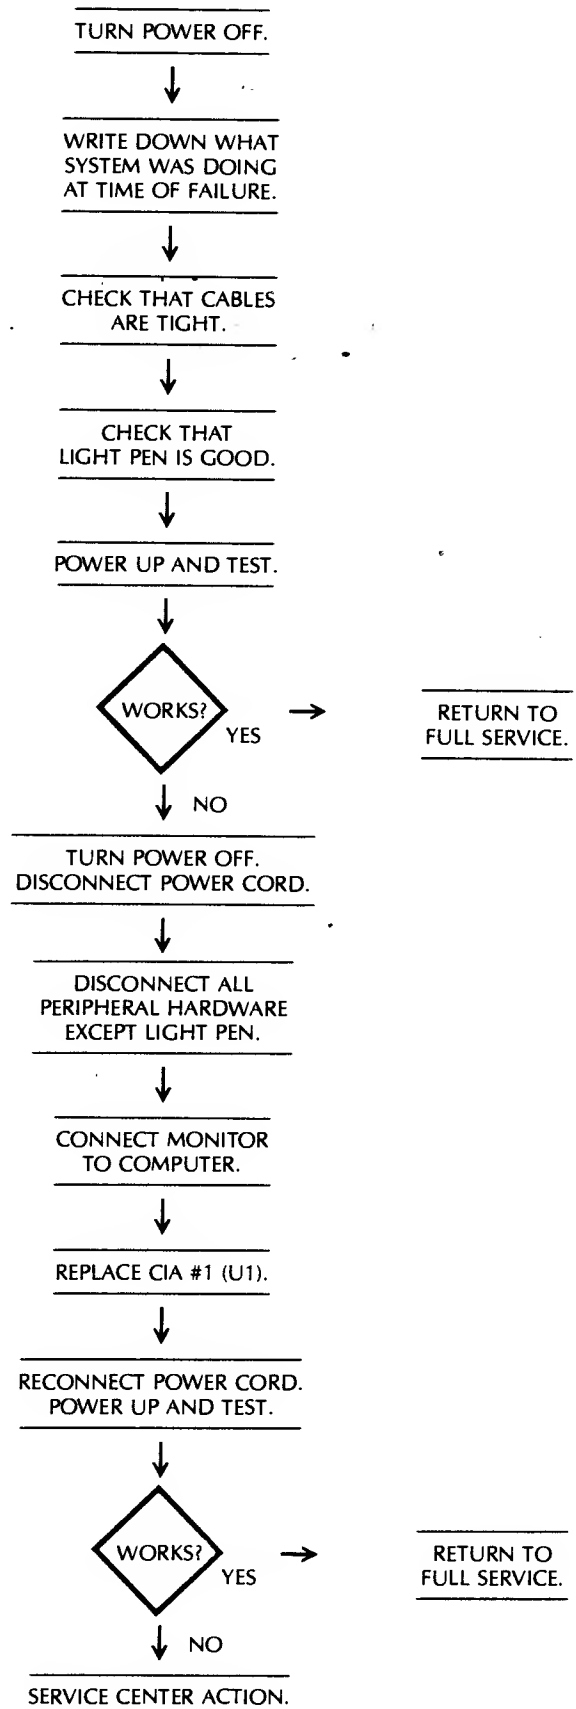 TURN POWER OFF.
WRITE DOWN WHAT
SYSTEM WAS DOING
AT TIME OF FAILURE.
CHECK THAT CABLES
ARE TIGHT.
CHECK THAT
LIGHT PEN IS GOOD.
POWER UP AND TEST.
WORKS?
YES
RETURN TO
FULL SERVICE.
NO
TURN POWER OFF.
DISCONNECT POWER CORD.
DISCONNECT ALL
PERIPHERAL HARDWARE
EXCEPT LIGHT PEN.
CONNECT MONITOR
TO COMPUTER.
REPLACE CIA #1 (U1).
RECONNECT POWER CORD.
POWER UP AND TEST.
WORKS?
YES
RETURN TO
FULL SERVICE.
NO
SERVICE CENTER ACTION.